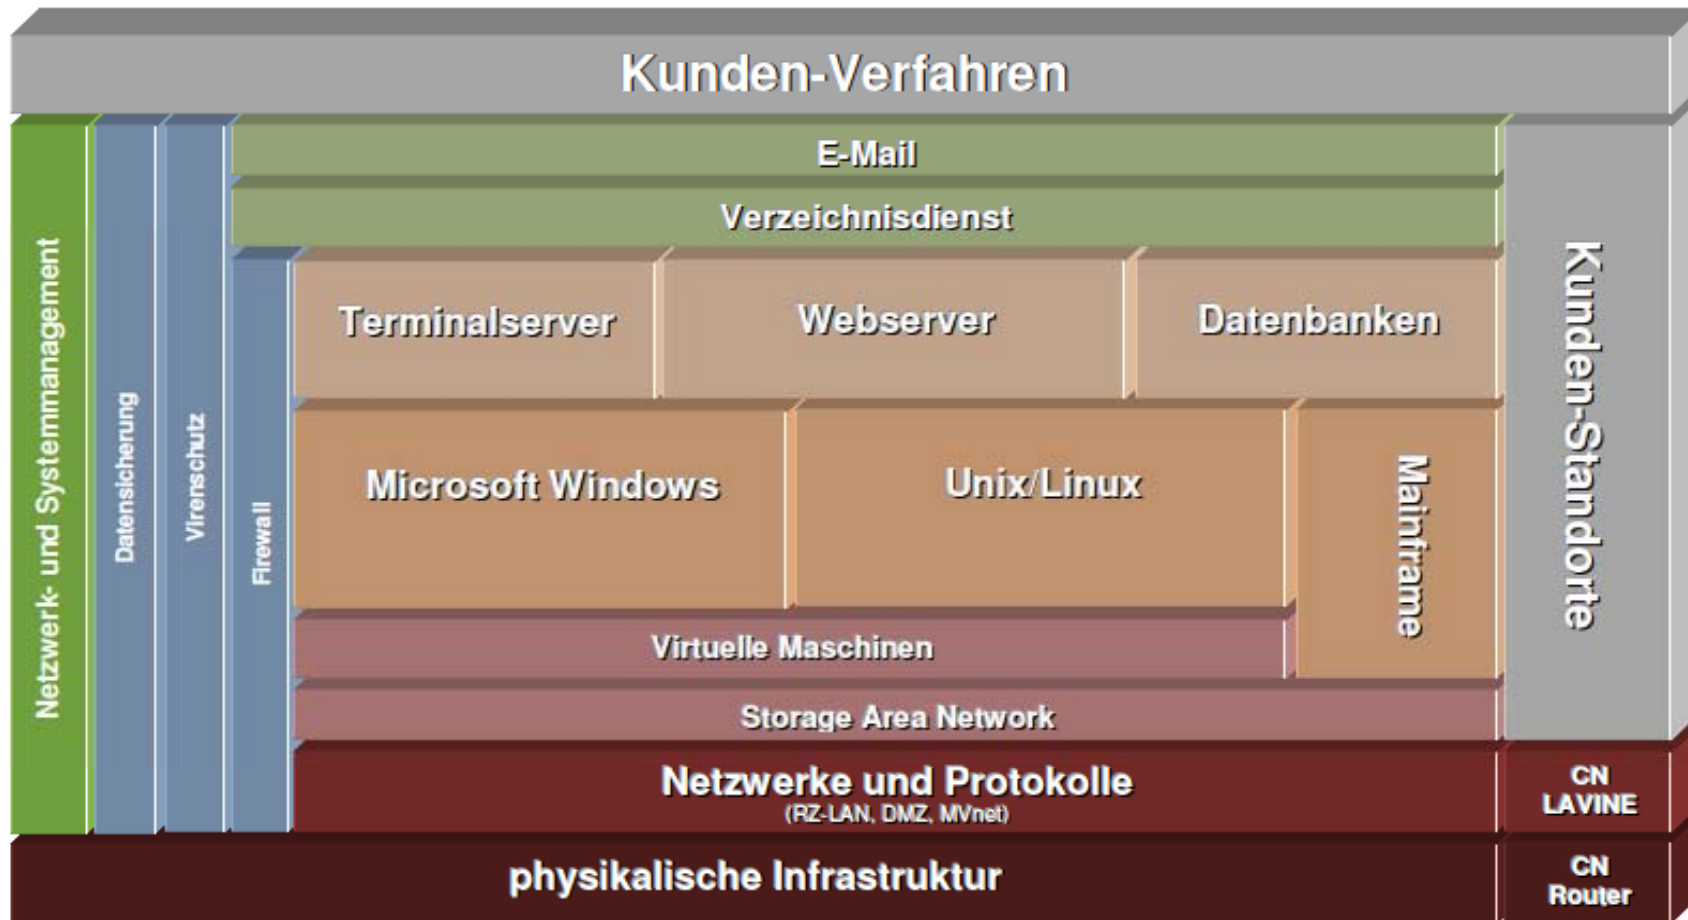 Kunden-Verfahren
E-Mail
Verzeichnisdienst
Netzwerk- und Systemmanagement
Datensicherung
Virenschutz
Firewall
Terminalserver
Webserver
Datenbanken
Kunden-Standorte
Microsoft Windows
Unix/Linux
Mainframe
Virtuelle Maschinen
Storage Area Network
Netzwerke und Protokolle
(RZ-LAN, DMZ, MVnet)
CN
LAVINE
physikalische Infrastruktur
CN
Router